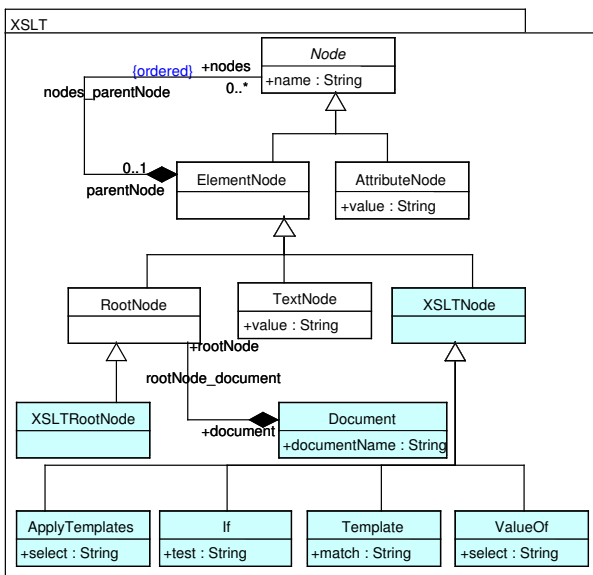 XSLT
Node
+name : String
{ordered}
+nodes
0..*
nodes_parentNode
0..1
parentNode
ElementNode
AttributeNode
+value : String
RootNode
TextNode
+value : String
XSLTNode
+rootNode
rootNode_document
XSLTRootNode
+document
Document
+documentName : String
ApplyTemplates
+select : String
If
+test : String
Template
+match : String
ValueOf
+select : String